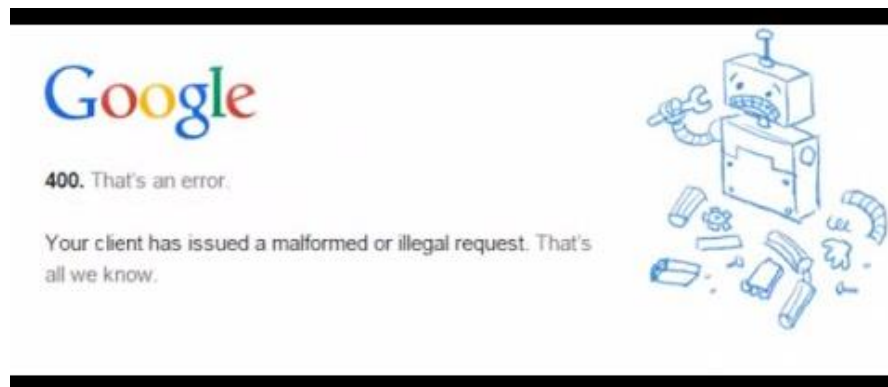 Google
400. That's an error.
Your client has issued a malformed or illegal request. That's
all we know.